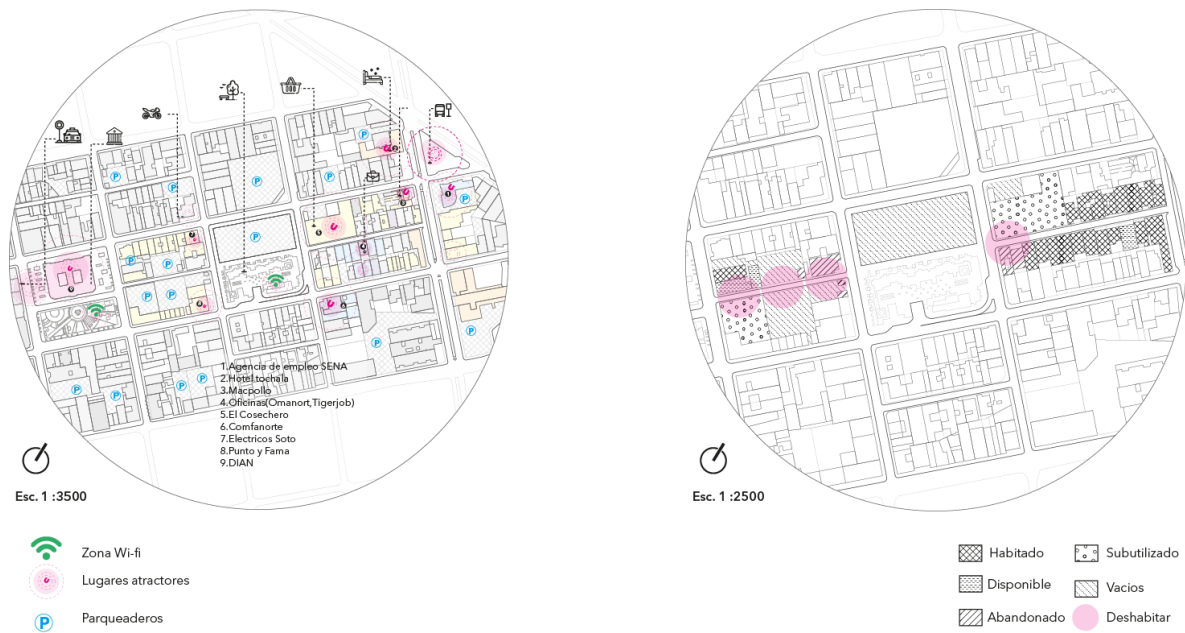 1.Agencia de empleo SENA
2.Hotel tochala
3.Macpollo
4.Oficinas(Omanort,Tigerjob)
5.El Cosechero
6.Comfanorte
7.Electricos Soto
8.Punto y Fama
9.DIAN
Esc. 1 :3500
Zona Wi-fi
Lugares atractores
P
Parqueaderos
Esc. 1 :2500
Habitado
Subutilizado
Disponible
Vacios
Abandonado
Deshabitar